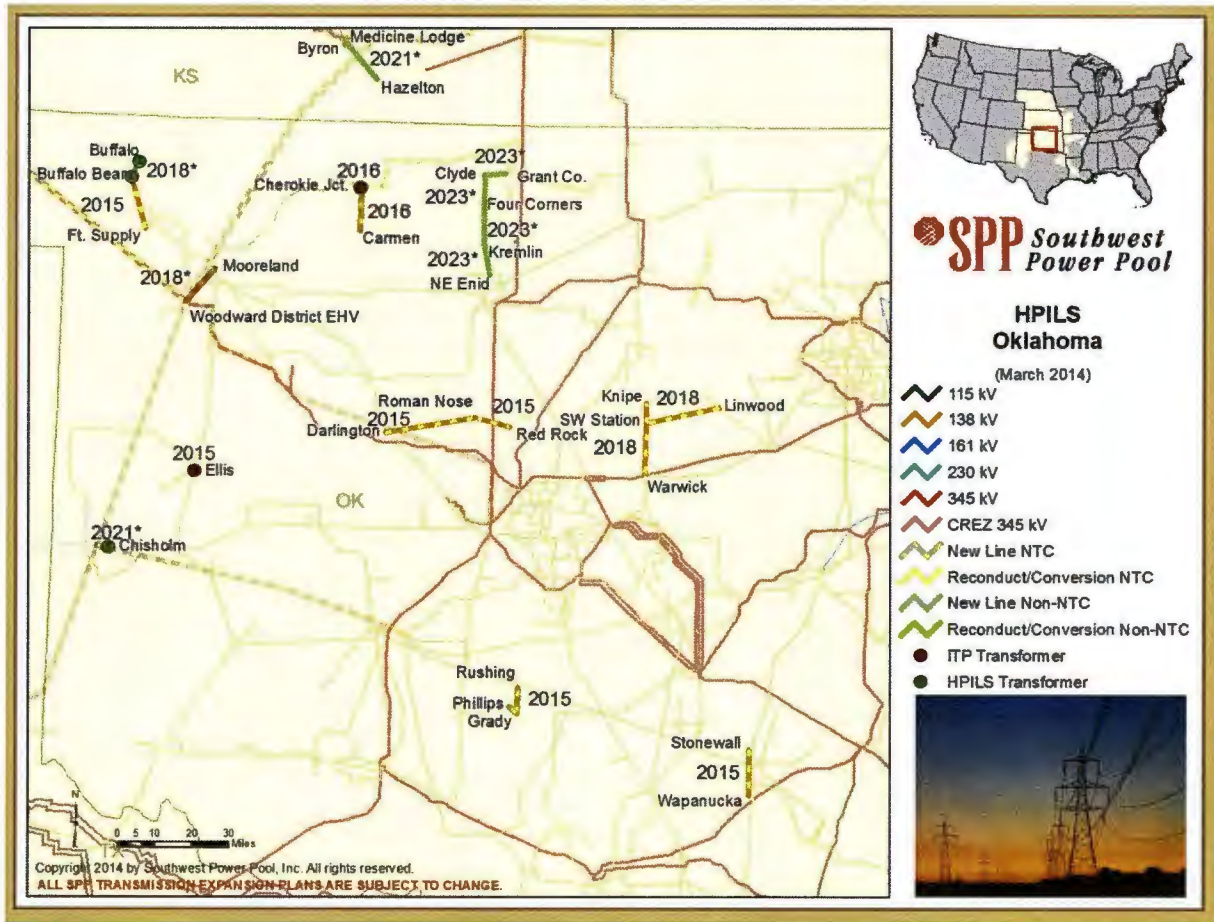 Medicine Lodge
Byron
2021*
Hazelton
KS
Buffalo
2018*
Buffalo Bear
2015
Ft. Supply
2016
Cherokie Jct.
2016
Carmen
2023*
Clyde
Grant Co.
2023*
Four Corners
2023*
Kremlin
2023*
NE Enid
Mooreland
2018*
Woodward District EHV
Roman Nose
2015
2015
Darlington
Red Rock
Knipe
2018
Linwood
SW Station
2018
Warwick
2015
Ellis
OK
2021*
Chisholm
Rushing
2015
Phillips
Grady
Stonewall
2015
Wapanucka
N
0 5 10 20 30
Miles
TX
Copyright 2014 by Southwest Power Pool, Inc. All rights reserved.
ALL SPP TRANSMISSION EXPANSION PLANS ARE SUBJECT TO CHANGE.
SPP Southwest
Power Pool
HPILS
Oklahoma
(March 2014)
115 kV
138 kV
161 kV
230 kV
345 kV
CREZ 345 kV
New Line NTC
Reconduct/Conversion NTC
New Line Non-NTC
Reconduct/Conversion Non-NTC
ITP Transformer
HPILS Transformer